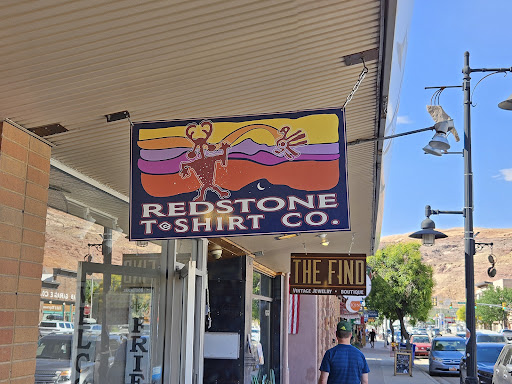 REDSTONE
T-SHIRT CO.
THE FIND
VINTAGE JEWELRY • BOUTIQUE